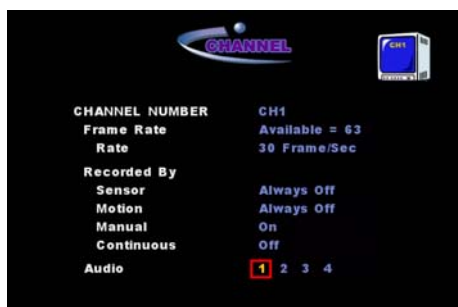 CHANNEL
CH1
CHANNEL NUMBER CH1
Frame Rate Available = 63
Rate 30 Frame/Sec
Recorded By
Sensor Always Off
Motion Always Off
Manual On
Continuous Off
Audio 1 2 3 4